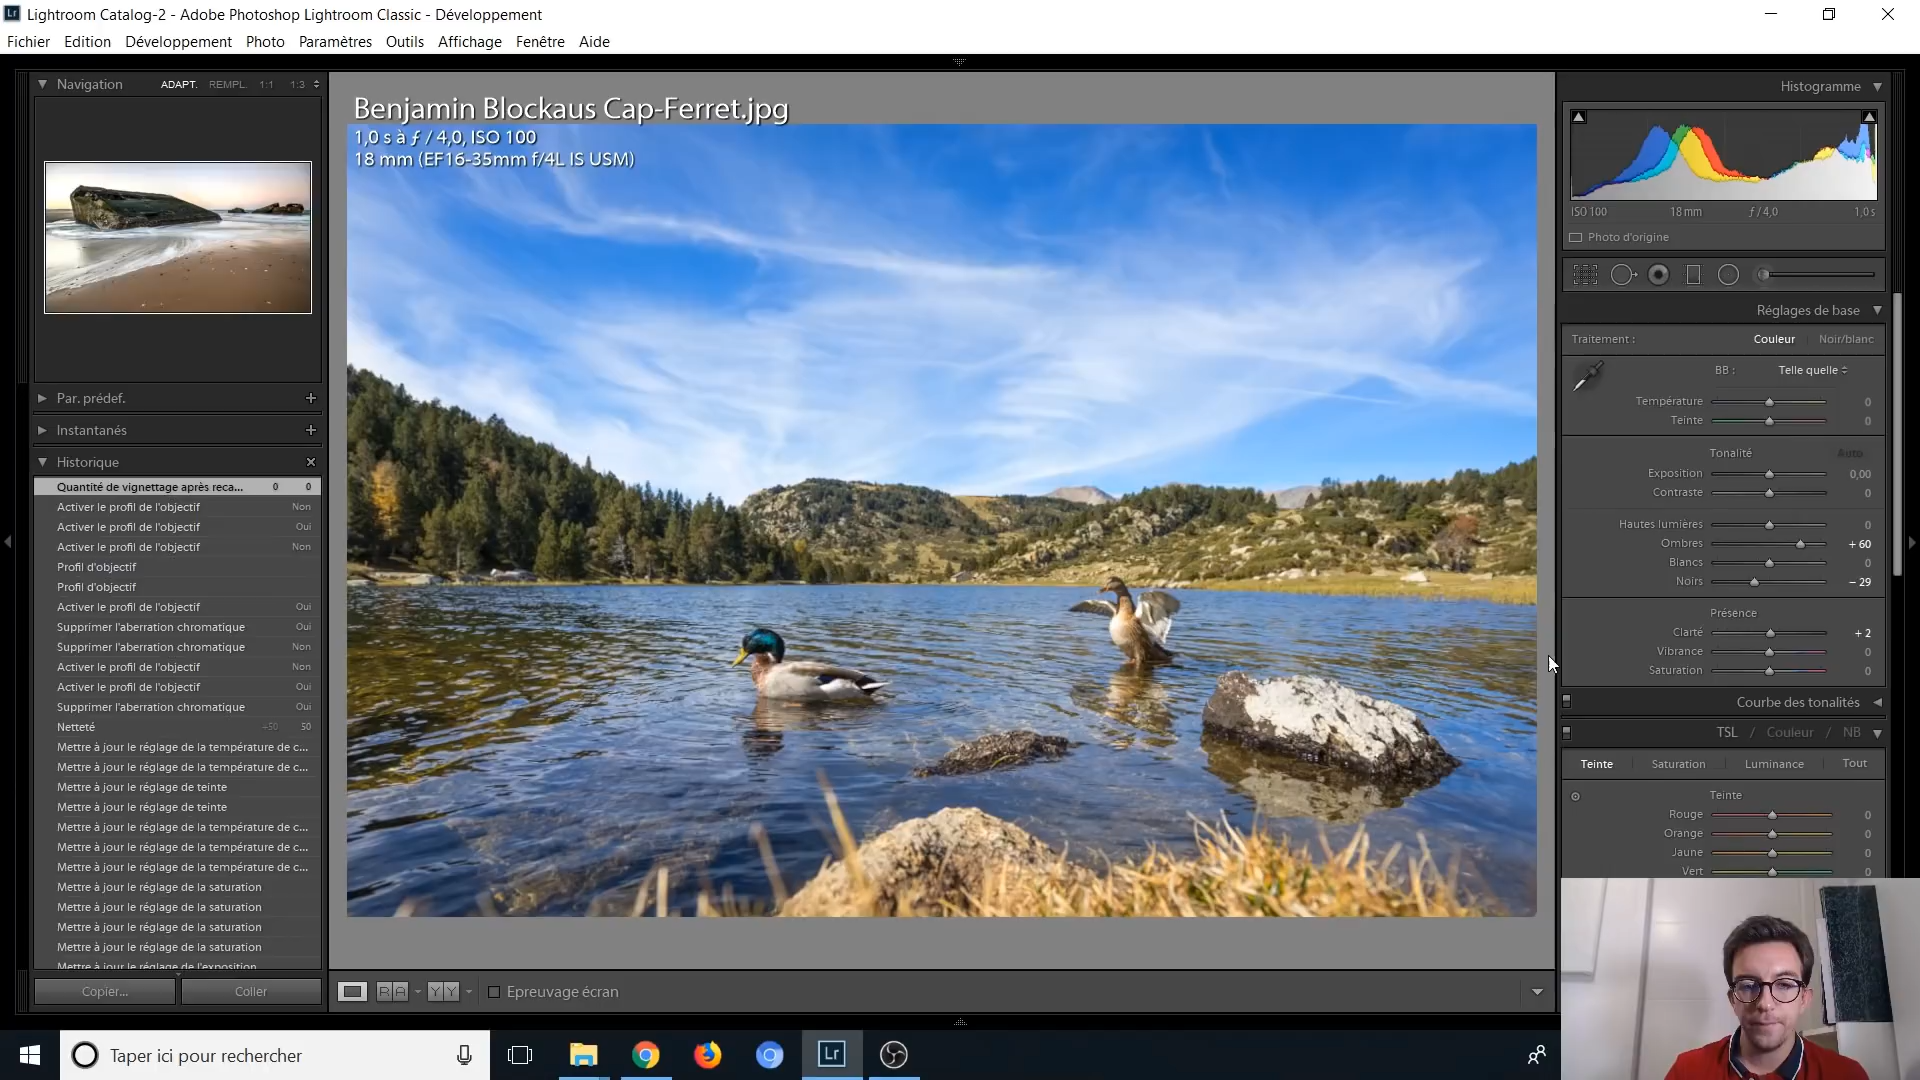 Lr Lightroom Catalog-2 - Adobe Photoshop Lightroom Classic - Développement
Fichier Edition Développement Photo Paramètres Outils Affichage Fenêtre Aide
Navigation ADAPT. REMPL. 1:1 1:3
Par. prédef.
Instantanés
Historique
Quantité de vignettage après reca... 0 0
Activer le profil de l'objectif Non
Activer le profil de l'objectif Oui
Activer le profil de l'objectif Non
Profil d'objectif
Profil d'objectif
Activer le profil de l'objectif Oui
Supprimer l'aberration chromatique Oui
Supprimer l'aberration chromatique Non
Activer le profil de l'objectif Non
Activer le profil de l'objectif Oui
Supprimer l'aberration chromatique Oui
Netteté +50 50
Mettre à jour le réglage de la température de c...
Mettre à jour le réglage de la température de c...
Mettre à jour le réglage de teinte
Mettre à jour le réglage de teinte
Mettre à jour le réglage de la température de c...
Mettre à jour le réglage de la température de c...
Mettre à jour le réglage de la température de c...
Mettre à jour le réglage de la saturation
Mettre à jour le réglage de la saturation
Mettre à jour le réglage de la saturation
Mettre à jour le réglage de la saturation
Mettre à jour le réglage de l'exposition
Copier... Coller
Benjamin Blockaus Cap-Ferret.jpg
1,0 s à ƒ / 4,0, ISO 100
18 mm (EF16-35mm f/4L IS USM)
R A Y Y Epreuvage écran
Histogramme
ISO 100 18 mm ƒ / 4,0 1,0 s
Photo d'origine
Réglages de base
Traitement : Couleur Noir/blanc
BB : Telle quelle
Température 0
Teinte 0
Tonalité Auto
Exposition 0,00
Contraste 0
Hautes lumières 0
Ombres + 60
Blancs 0
Noirs − 29
Présence
Clarté + 2
Vibrance 0
Saturation 0
Courbe des tonalités
TSL / Couleur / NB
Teinte Saturation Luminance Tout
Teinte
Rouge 0
Orange 0
Jaune 0
Vert 0
Taper ici pour rechercher
Lr